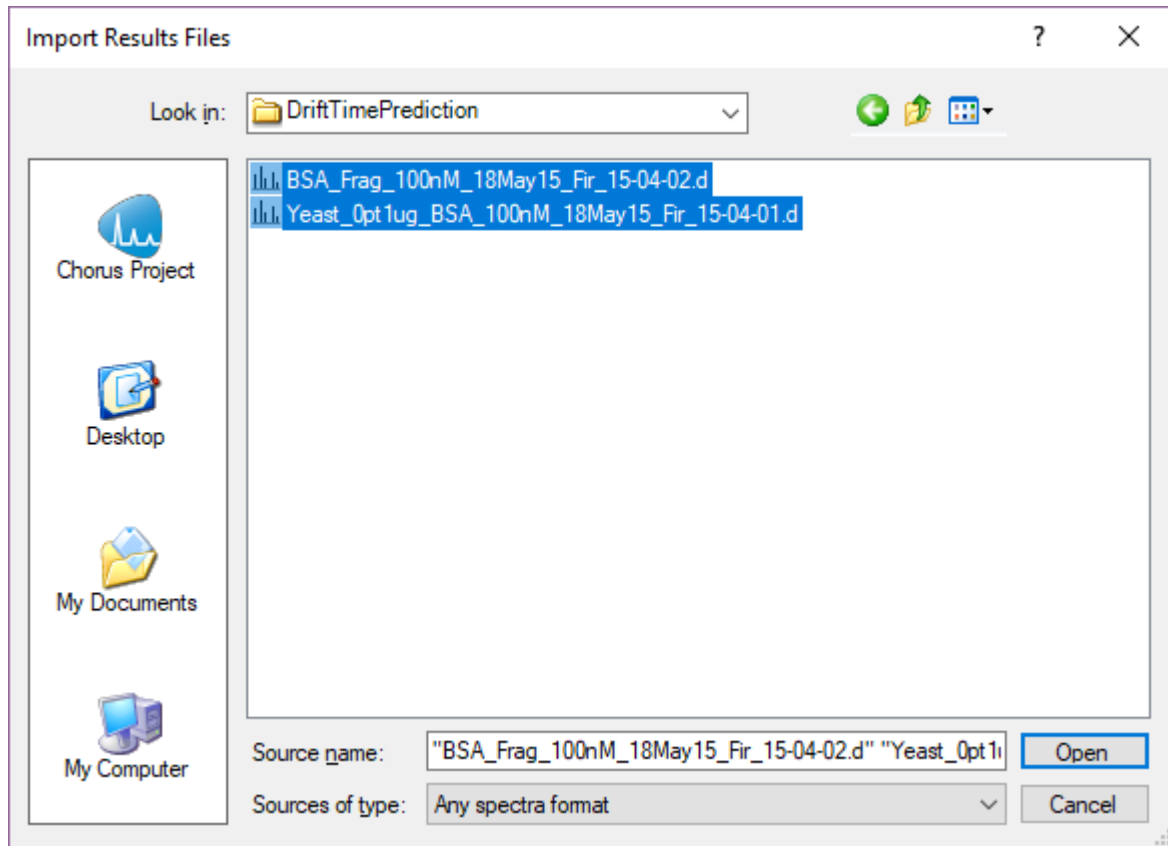 Import Results Files
Look in: DriftTimePrediction
BSA_Frag_100nM_18May15_Fir_15-04-02.d
Yeast_0pt1ug_BSA_100nM_18May15_Fir_15-04-01.d
Chorus Project
Desktop
My Documents
My Computer
Source name: "BSA_Frag_100nM_18May15_Fir_15-04-02.d" "Yeast_0pt1u Open
Sources of type: Any spectra format Cancel